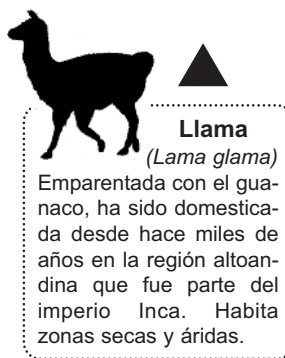 Llama
(Lama glama)
Emparentada con el gua-
naco, ha sido domestica-
da desde hace miles de
años en la región altoan-
dina que fue parte del
imperio Inca. Habita
zonas secas y áridas.